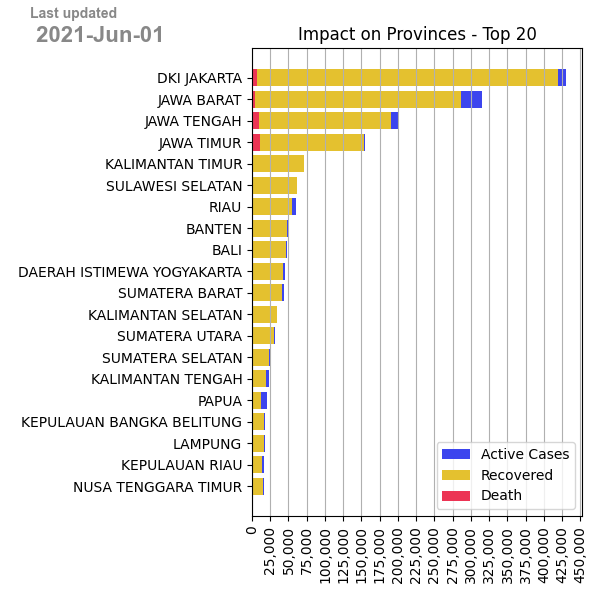 Last updated
2021-Jun-01
Impact on Provinces - Top 20
DKI JAKARTA
JAWA BARAT
JAWA TENGAH
JAWA TIMUR
KALIMANTAN TIMUR
SULAWESI SELATAN
RIAU
BANTEN
BALI
DAERAH ISTIMEWA YOGYAKARTA
SUMATERA BARAT
KALIMANTAN SELATAN
SUMATERA UTARA
SUMATERA SELATAN
KALIMANTAN TENGAH
PAPUA
KEPULAUAN BANGKA BELITUNG
LAMPUNG
KEPULAUAN RIAU
NUSA TENGGARA TIMUR
Active Cases
Recovered
Death
0
25,000
50,000
75,000
100,000
125,000
150,000
175,000
200,000
225,000
250,000
275,000
300,000
325,000
350,000
375,000
400,000
425,000
450,000